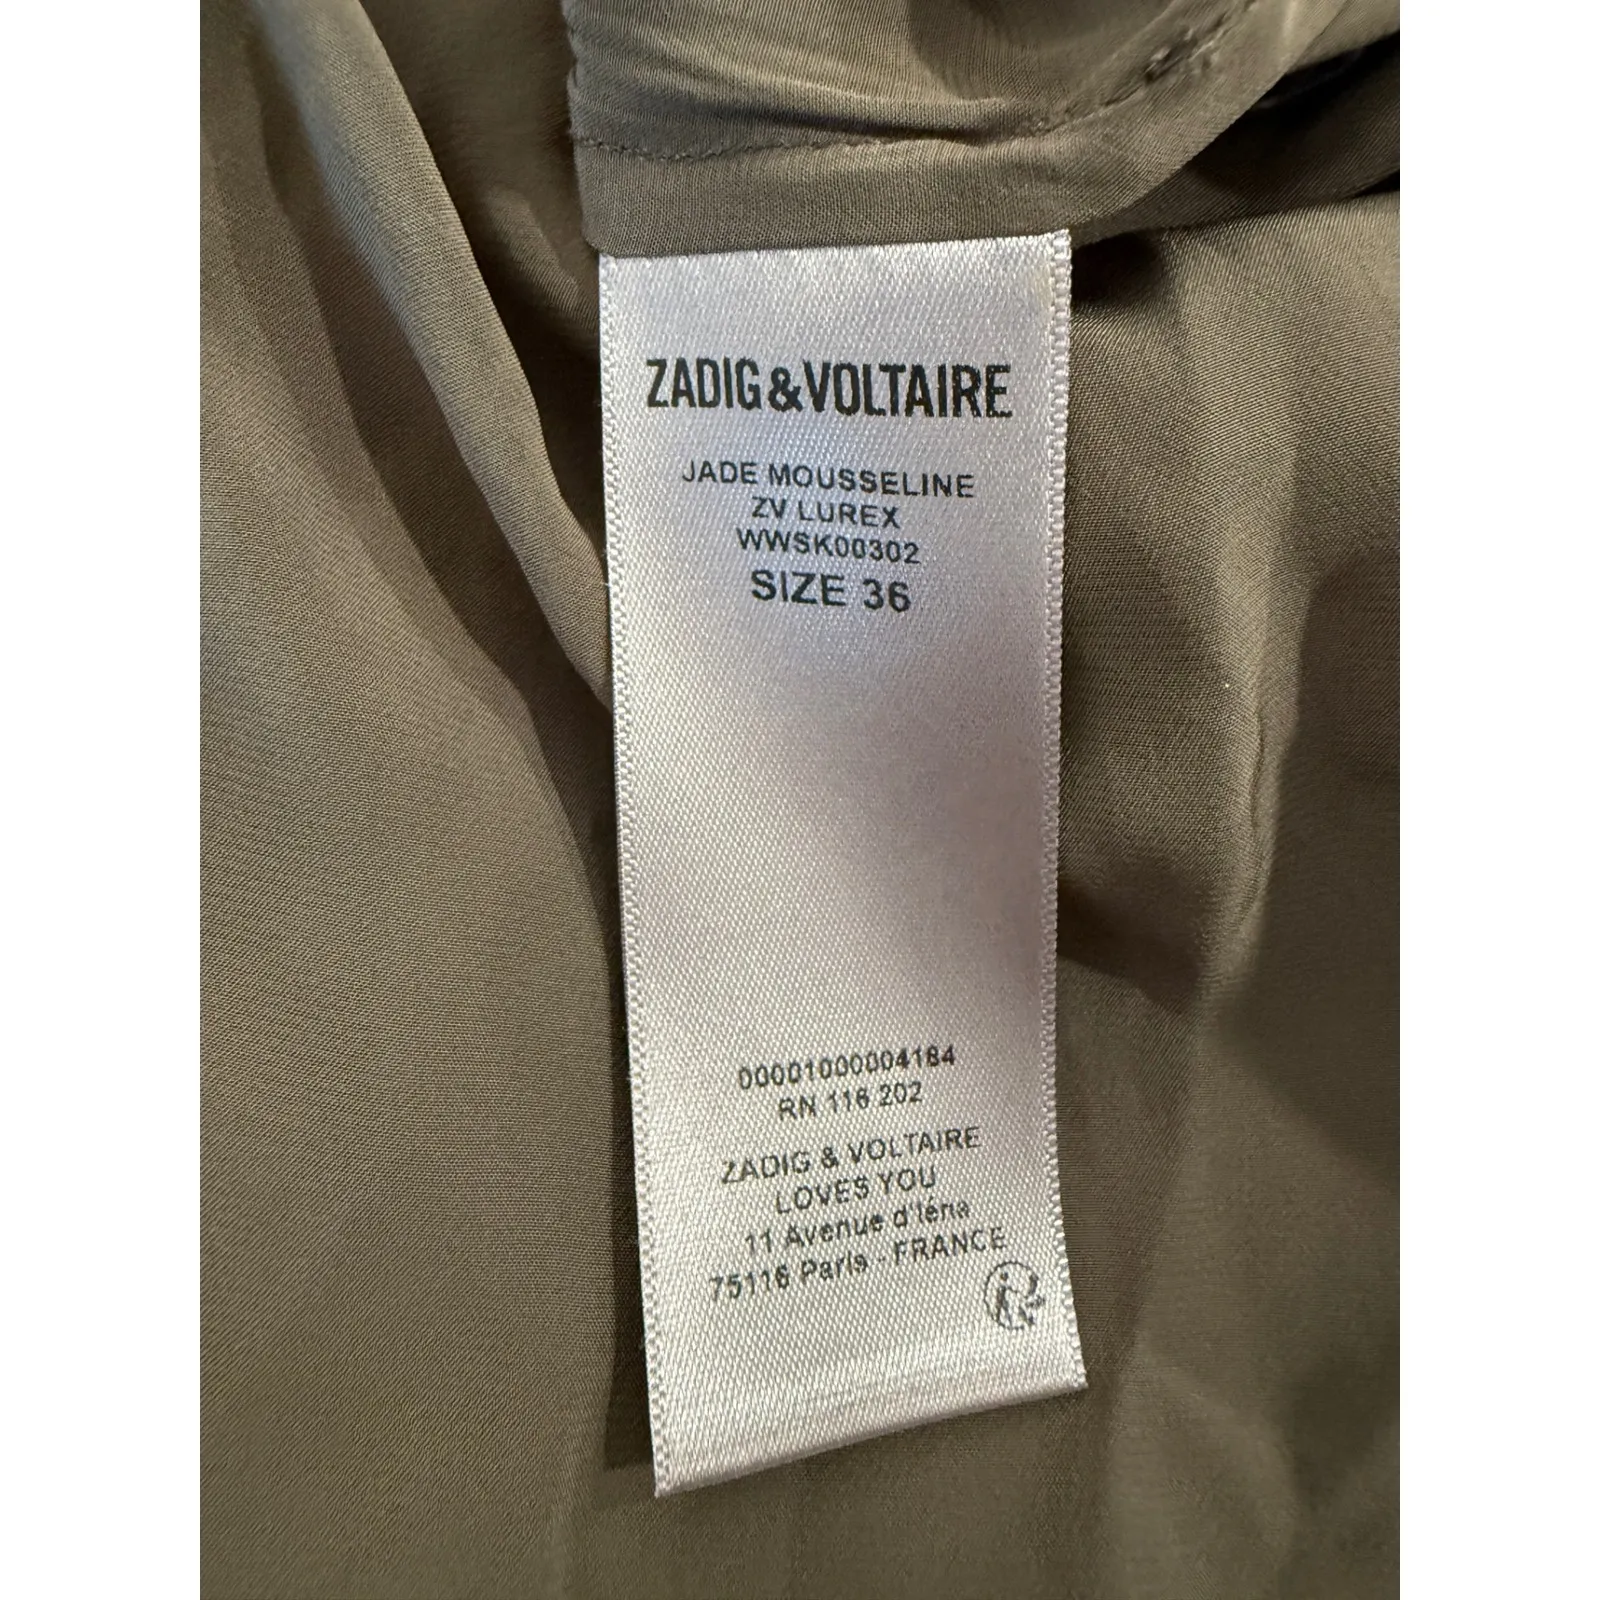 ZADIG&VOLTAIRE
JADE MOUSSELINE
ZV LUREX
WWSK00302
SIZE 36
00001000004184
RN 116 202
ZADIG & VOLTAIRE
LOVES YOU
11 Avenue d'Iéna
75116 Paris - FRANCE